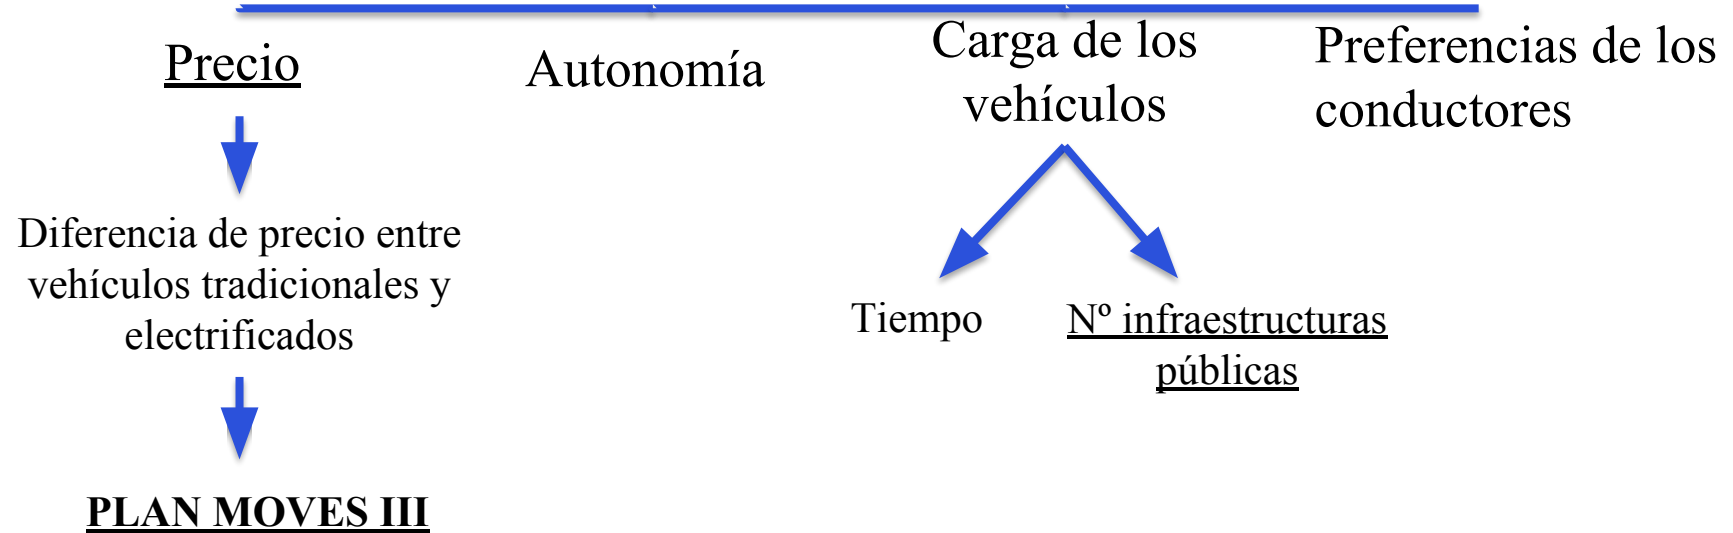 Precio
Autonomía
Carga de los
vehículos
Preferencias de los
conductores
Diferencia de precio entre
vehículos tradicionales y
electrificados
Tiempo
Nº infraestructuras
públicas
PLAN MOVES III